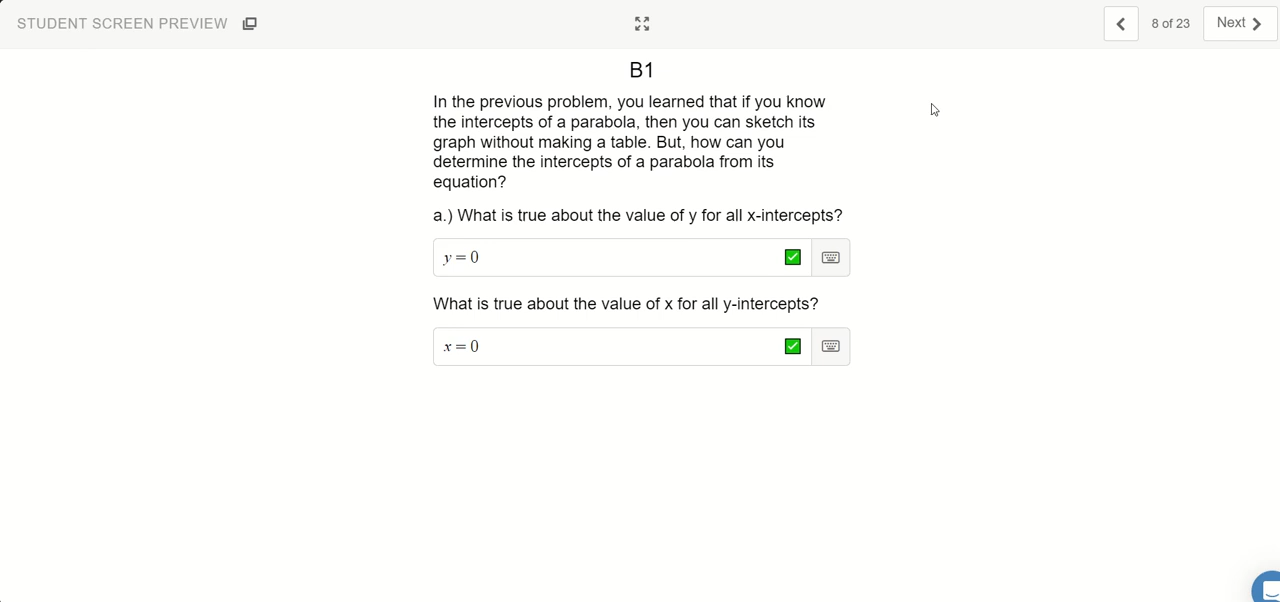 STUDENT SCREEN PREVIEW
8 of 23
Next
B1
In the previous problem, you learned that if you know
the intercepts of a parabola, then you can sketch its
graph without making a table. But, how can you
determine the intercepts of a parabola from its
equation?
a.) What is true about the value of y for all x-intercepts?
y = 0
What is true about the value of x for all y-intercepts?
x = 0